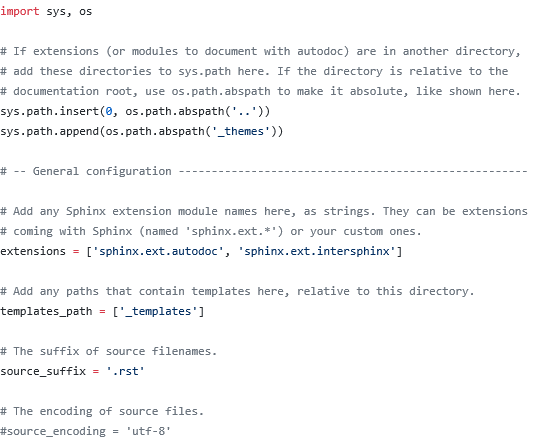 import sys, os
# If extensions (or modules to document with autodoc) are in another directory,
# add these directories to sys.path here. If the directory is relative to the
# documentation root, use os.path.abspath to make it absolute, like shown here.
sys.path.insert(0, os.path.abspath('..'))
sys.path.append(os.path.abspath('_themes'))
# -- General configuration -----------------------------------------------------
# Add any Sphinx extension module names here, as strings. They can be extensions
# coming with Sphinx (named 'sphinx.ext.*') or your custom ones.
extensions = ['sphinx.ext.autodoc', 'sphinx.ext.intersphinx']
# Add any paths that contain templates here, relative to this directory.
templates_path = ['_templates']
# The suffix of source filenames.
source_suffix = '.rst'
# The encoding of source files.
#source_encoding = 'utf-8'